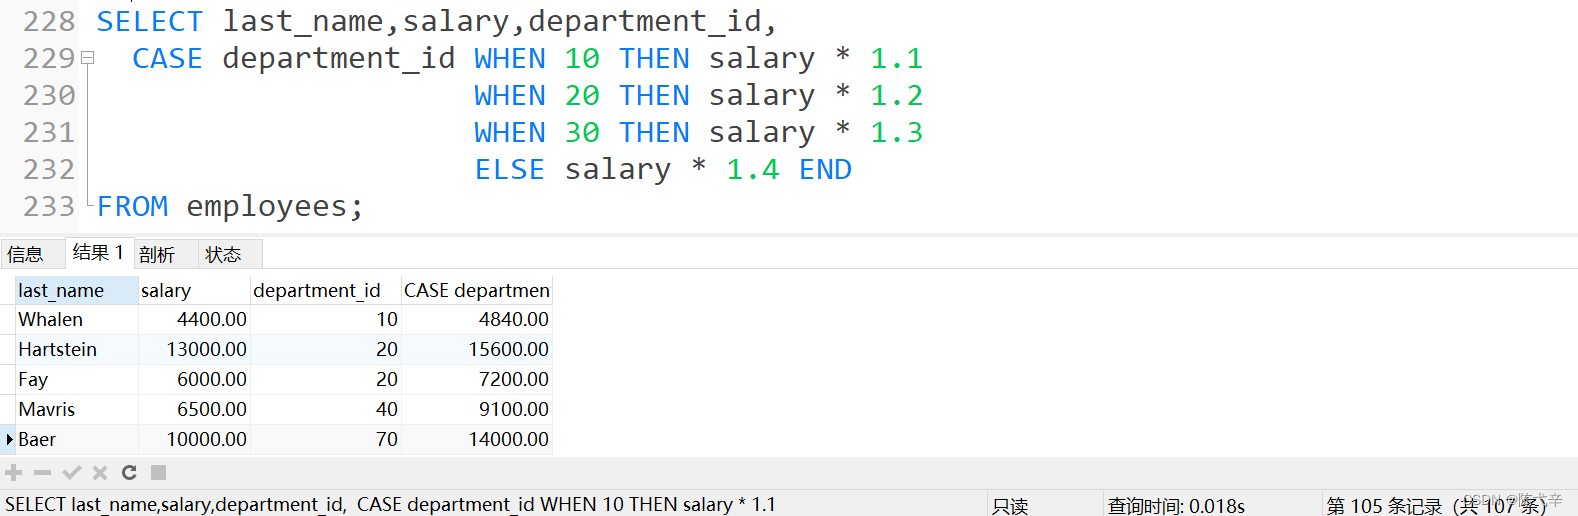 228 SELECT last_name,salary,department_id,
229 CASE department_id WHEN 10 THEN salary * 1.1
230 WHEN 20 THEN salary * 1.2
231 WHEN 30 THEN salary * 1.3
232 ELSE salary * 1.4 END
233 FROM employees;
信息 结果 1 剖析 状态
last_name salary department_id CASE departmen
Whalen 4400.00 10 4840.00
Hartstein 13000.00 20 15600.00
Fay 6000.00 20 7200.00
Mavris 6500.00 40 9100.00
Baer 10000.00 70 14000.00
SELECT last_name,salary,department_id, CASE department_id WHEN 10 THEN salary * 1.1 只读 查询时间: 0.018s 第 105 条记录 (共 107 条)